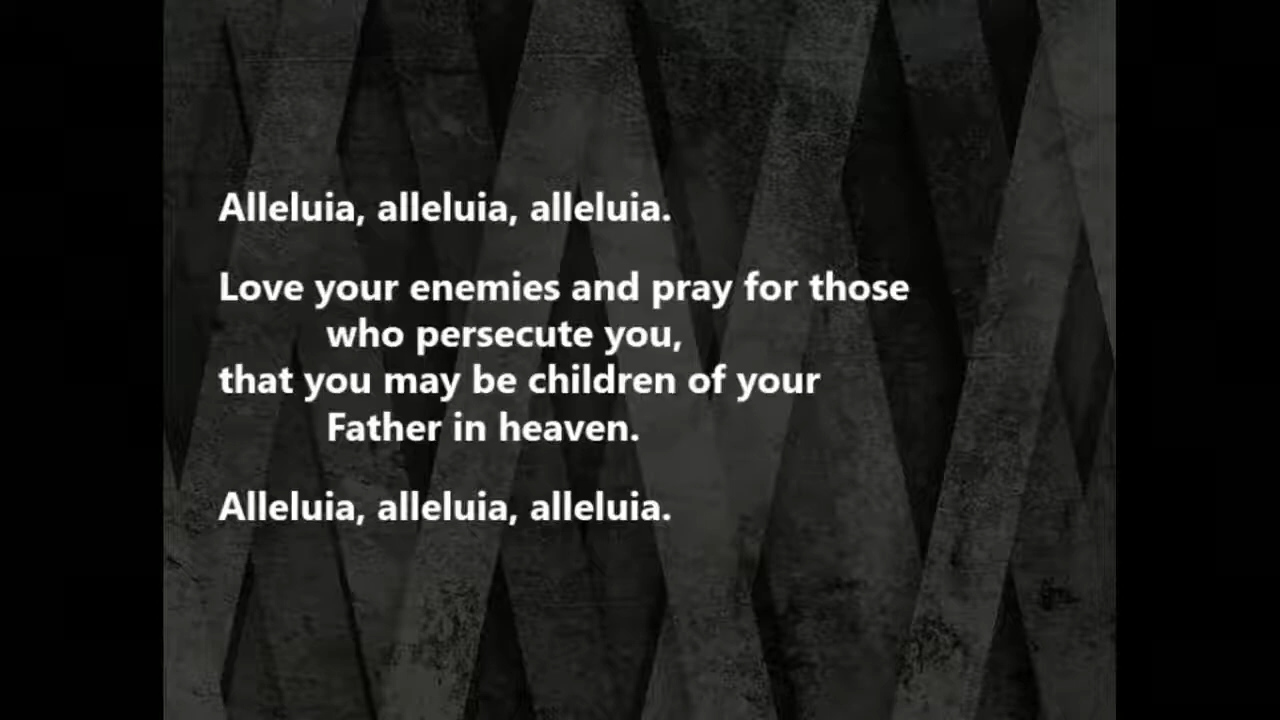 Alleluia, alleluia, alleluia.
Love your enemies and pray for those
who persecute you,
that you may be children of your
Father in heaven.
Alleluia, alleluia, alleluia.